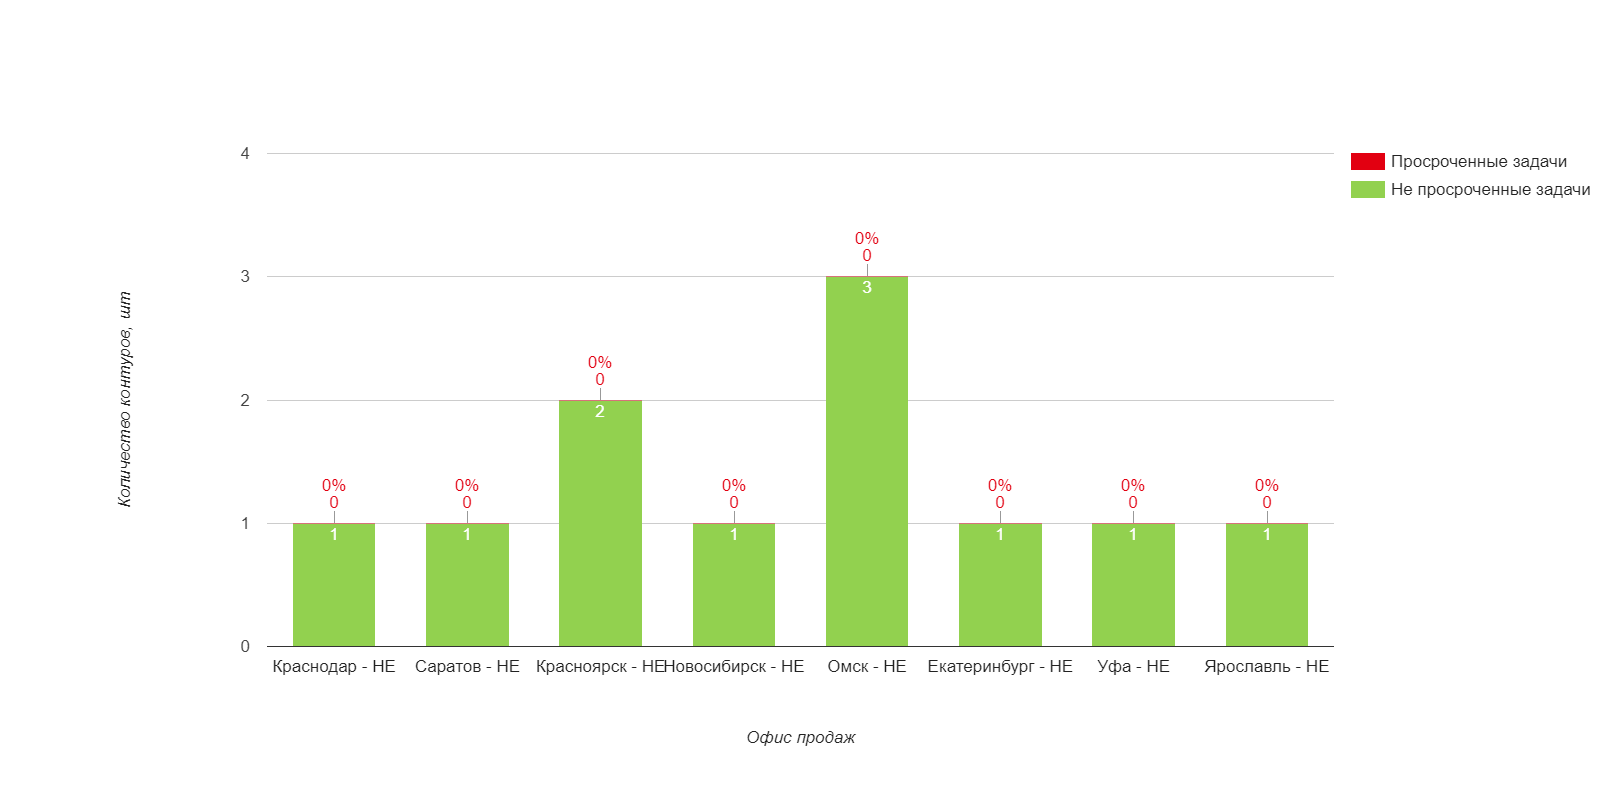 Количество контуров, шт
4
3
2
1
0
0%
0
1
0%
0
1
0%
0
2
0%
0
1
0%
0
3
0%
0
1
0%
0
1
0%
0
1
Краснодар - НЕ
Саратов - НЕ
Красноярск - НЕ
Новосибирск - НЕ
Омск - НЕ
Екатеринбург - НЕ
Уфа - НЕ
Ярославль - НЕ
Офис продаж
Просроченные задачи
Не просроченные задачи